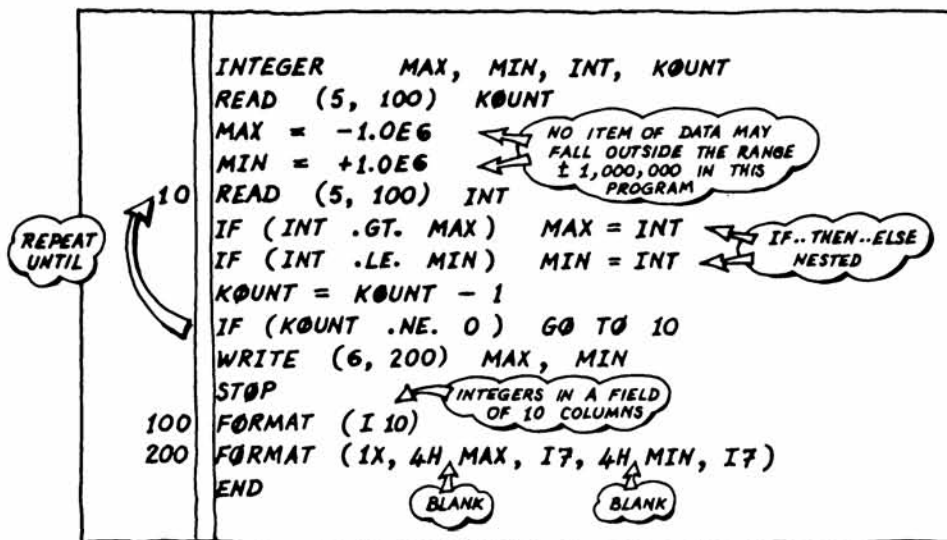 INTEGER MAX, MIN, INT, KØUNT
READ (5, 100) KØUNT
MAX = -1.0E6
MIN = +1.0E6
NO ITEM OF DATA MAY
FALL OUTSIDE THE RANGE
± 1,000,000 IN THIS
PROGRAM
10 READ (5, 100) INT
IF (INT .GT. MAX) MAX = INT
IF (INT .LE. MIN) MIN = INT
IF..THEN..ELSE
NESTED
REPEAT
UNTIL
KØUNT = KØUNT - 1
IF (KØUNT .NE. 0) GØ TØ 10
WRITE (6, 200) MAX, MIN
STØP
INTEGERS IN A FIELD
OF 10 COLUMNS
100 FØRMAT (I 10)
200 FØRMAT (1X, 4H MAX, I7, 4H MIN, I7)
END
BLANK
BLANK